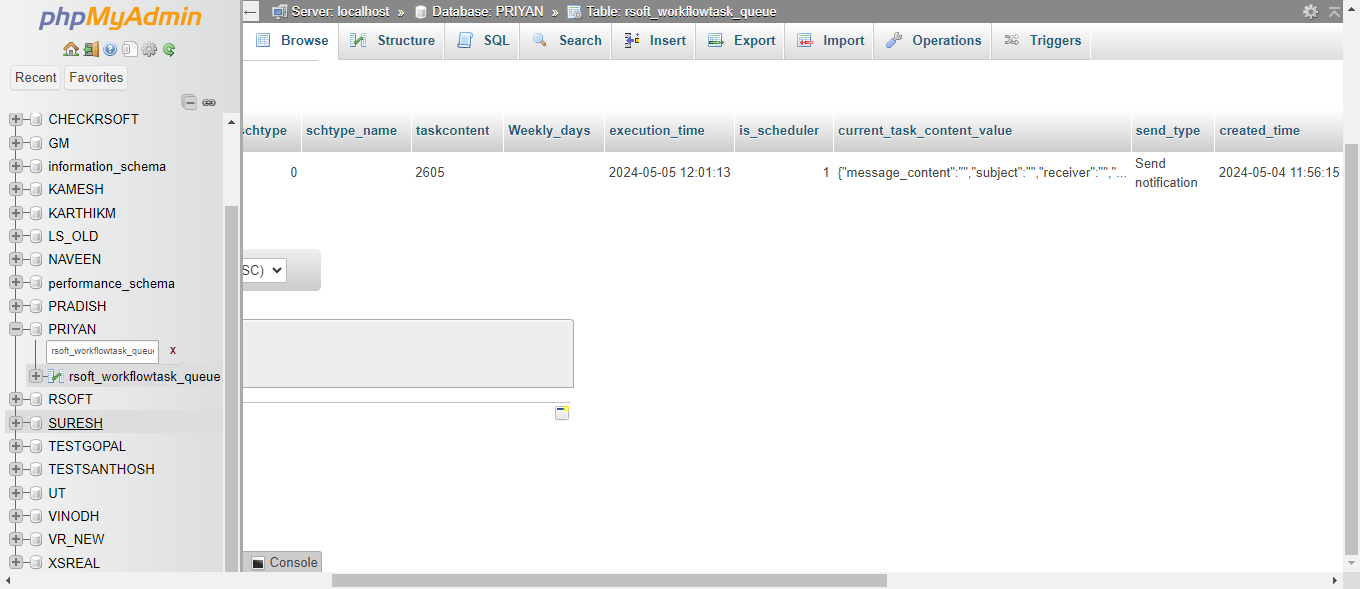 phpMyAdmin
Recent Favorites
CHECKRSOFT
GM
information_schema
KAMESH
KARTHIKM
LS_OLD
NAVEEN
performance_schema
PRADISH
PRIYAN
rsoft_workflowtask_queue
X
rsoft_workflowtask_queue
RSOFT
SURESH
TESTGOPAL
TESTSANTHOSH
UT
VINODH
VR_NEW
XSREAL
← Server: localhost » Database: PRIYAN » Table: rsoft_workflowtask_queue
Browse Structure SQL Search Insert Export Import Operations Triggers
schtype schtype_name taskcontent Weekly_days execution_time is_scheduler current_task_content_value send_type created_time
0 2605 2024-05-05 12:01:13 1 {"message_content":"","subject":"","receiver":"","... Send notification 2024-05-04 11:56:15
SC)
Console